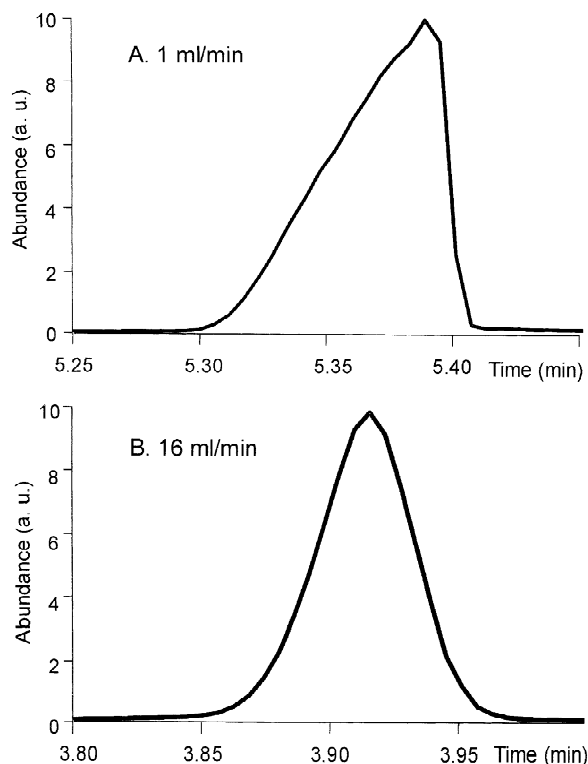 A. 1 ml/min
Abundance (a. u.)
10
8
6
4
2
0
5.25 5.30 5.35 5.40 Time (min)
B. 16 ml/min
Abundance (a. u.)
10
8
6
4
2
0
3.80 3.85 3.90 3.95 Time (min)